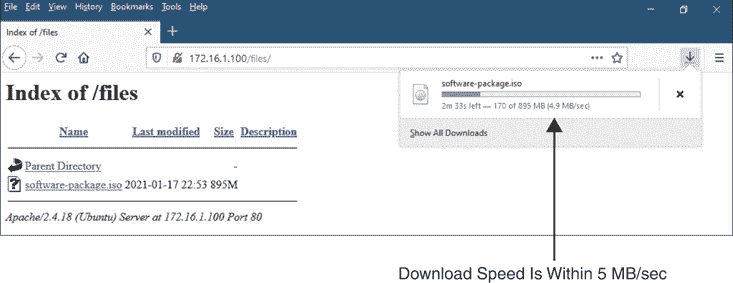 File Edit View History Bookmarks Tools Help
Index of /files
172.16.1.100/files/
software-package.iso
2m 33s left — 170 of 895 MB (4.9 MB/sec)
Show All Downloads
Index of /files
Name Last modified Size Description
Parent Directory -
software-package.iso 2021-01-17 22:53 895M
Apache/2.4.18 (Ubuntu) Server at 172.16.1.100 Port 80
Download Speed Is Within 5 MB/sec